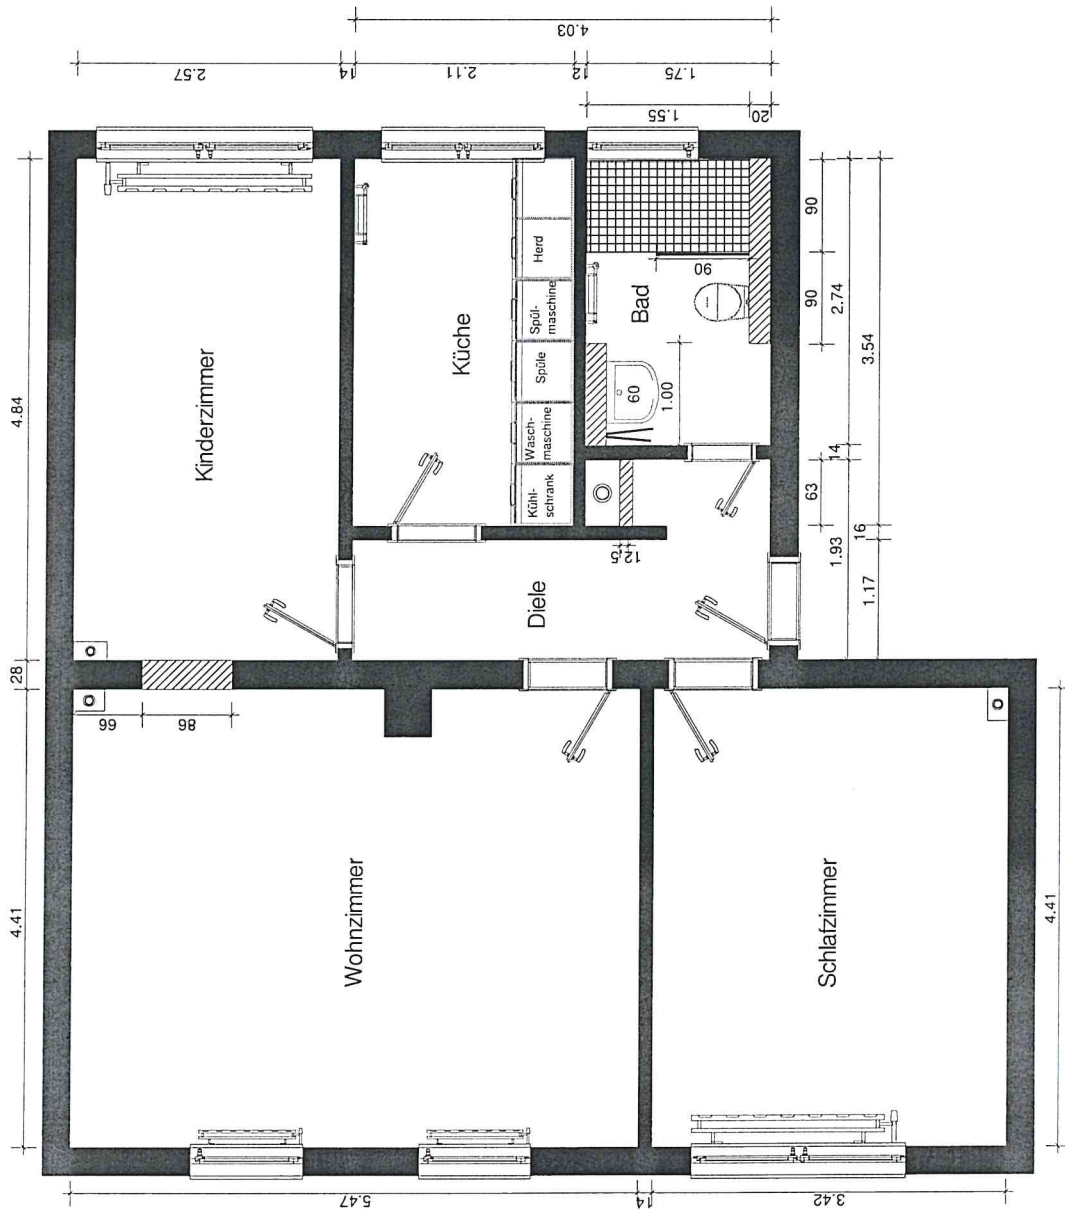 4.03
2.57
14
2.11
12
1.75
1.55
20
4.84
28
4.41
Kinderzimmer
Küche
Herd
Spül-
maschine
Spüle
Wasch-
maschine
Kühl-
schrank
Bad
90
60
1.00
90
90
2.74
3.54
14
63
16
1.93
1.17
12,5
Diele
66
86
Wohnzimmer
Schlafzimmer
4.41
5.47
14
3.42